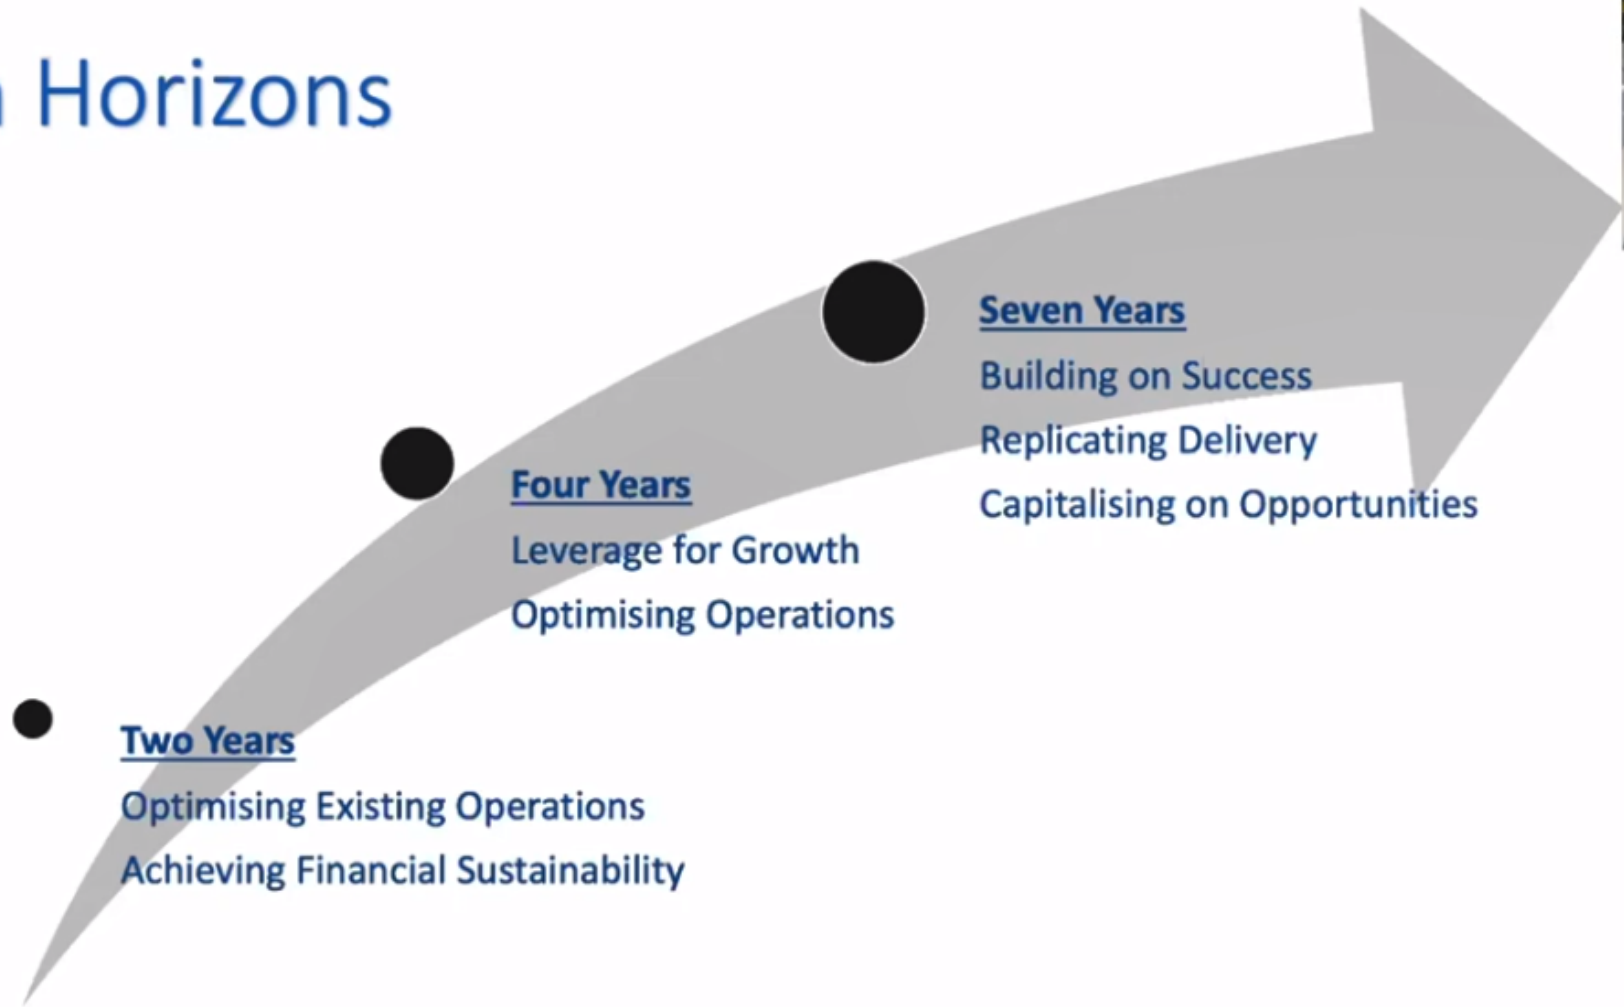 Horizons
Seven Years
Building on Success
Replicating Delivery
Capitalising on Opportunities
Four Years
Leverage for Growth
Optimising Operations
Two Years
Optimising Existing Operations
Achieving Financial Sustainability